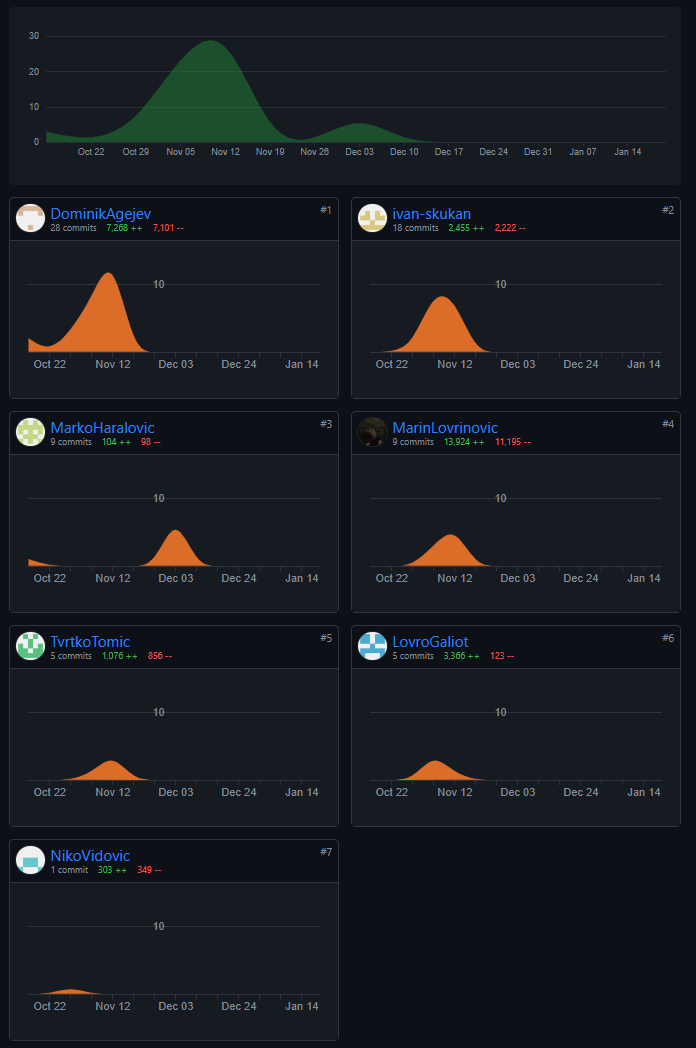 30
20
10
0
Oct 22 Oct 29 Nov 05 Nov 12 Nov 19 Nov 26 Dec 03 Dec 10 Dec 17 Dec 24 Dec 31 Jan 07 Jan 14
DominikAgejev #1
28 commits 7,268 ++ 7,101 --
10
Oct 22 Nov 12 Dec 03 Dec 24 Jan 14
ivan-skukan #2
18 commits 2,455 ++ 2,222 --
10
Oct 22 Nov 12 Dec 03 Dec 24 Jan 14
MarkoHaralovic #3
9 commits 104 ++ 98 --
10
Oct 22 Nov 12 Dec 03 Dec 24 Jan 14
MarinLovrinovic #4
9 commits 13,924 ++ 11,195 --
10
Oct 22 Nov 12 Dec 03 Dec 24 Jan 14
TvrtkoTomic #5
5 commits 1,076 ++ 856 --
10
Oct 22 Nov 12 Dec 03 Dec 24 Jan 14
LovroGaliot #6
5 commits 3,366 ++ 123 --
10
Oct 22 Nov 12 Dec 03 Dec 24 Jan 14
NikoVidovic #7
1 commit 303 ++ 349 --
10
Oct 22 Nov 12 Dec 03 Dec 24 Jan 14